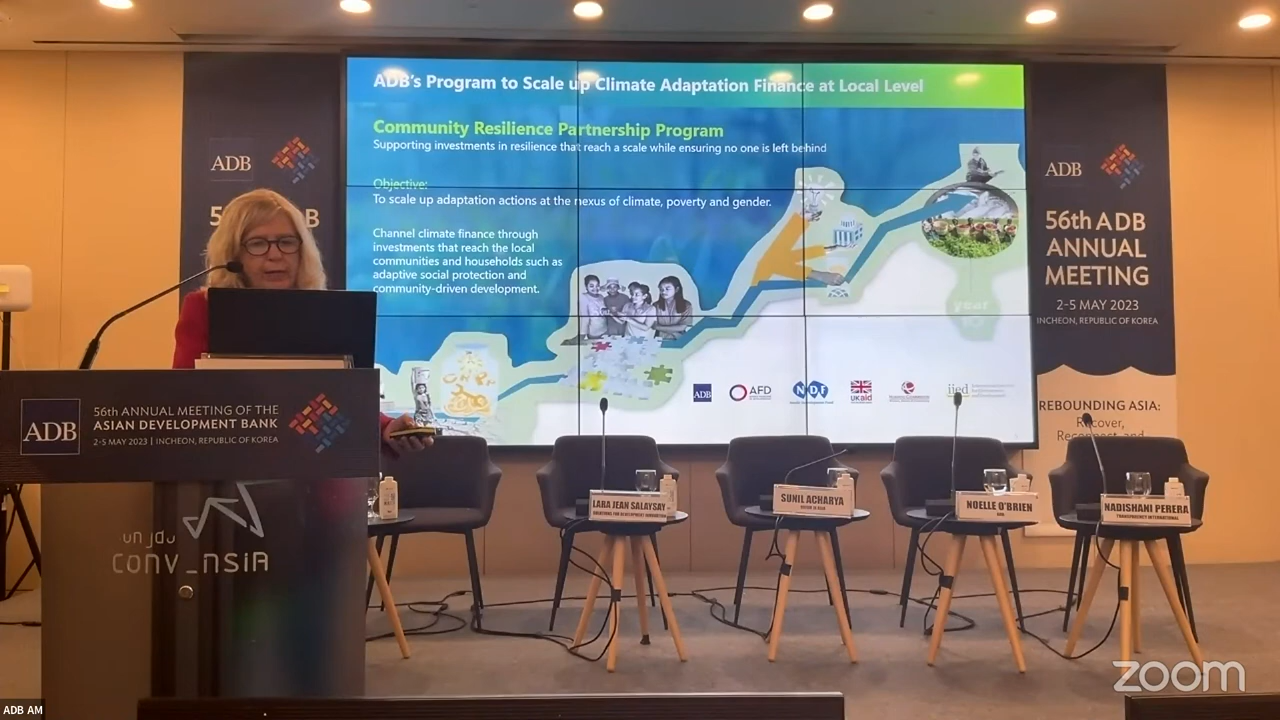 ADB's Program to Scale up Climate Adaptation Finance at Local Level
Community Resilience Partnership Program
Supporting investments in resilience that reach a scale while ensuring no one is left behind
Objective:
To scale up adaptation actions at the nexus of climate, poverty and gender.
Channel climate finance through
investments that reach the local
communities and households such as
adaptive social protection and
community-driven development.
year
ADB
AFD
NDF
UKaid
iied
ADB
ADB
56th ADB
ANNUAL
MEETING
2-5 MAY 2023
INCHEON, REPUBLIC OF KOREA
REBOUNDING ASIA:
Recover,
Reconnect, and
ADB
56th ANNUAL MEETING OF THE
ASIAN DEVELOPMENT BANK
2-5 MAY 2023 | INCHEON, REPUBLIC OF KOREA
CONV_NSIA
LARA JEAN SALAYSAY
SUNIL ACHARYA
NOELLE O'BRIEN
ADB
NADISHANI PERERA
TRANSPARENCY INTERNATIONAL
zoom
ADB AM